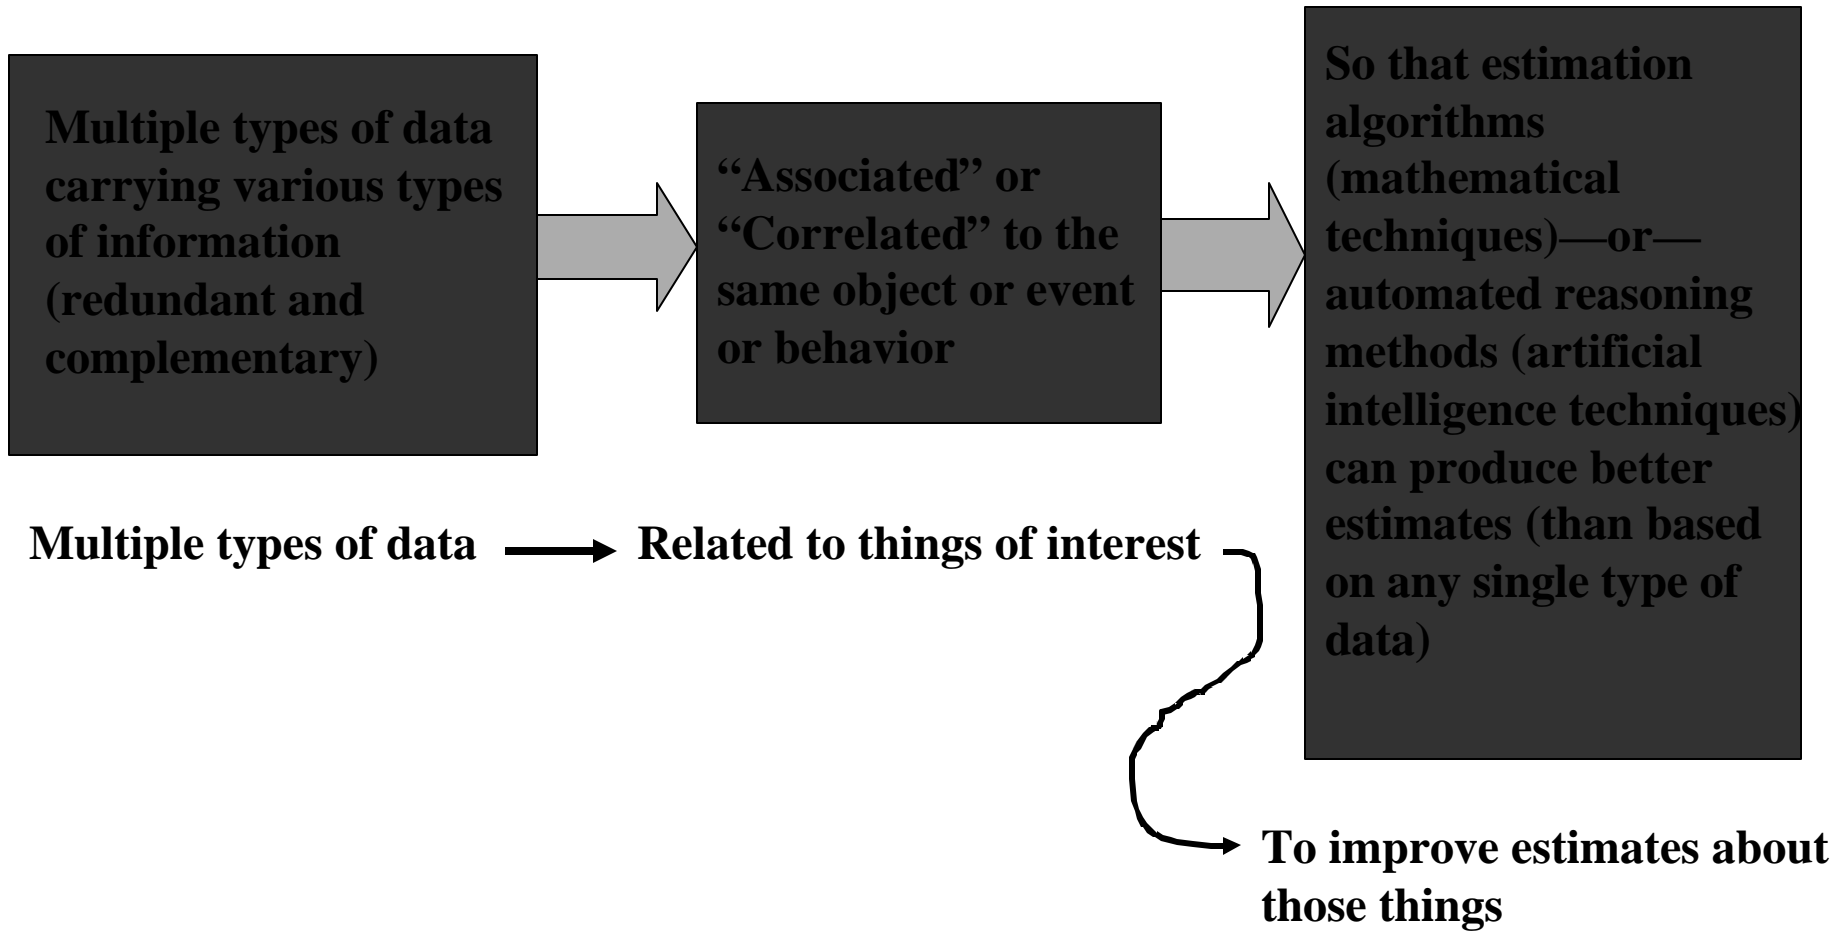 Multiple types of data
carrying various types
of information
(redundant and
complementary)
“Associated” or
“Correlated” to the
same object or event
or behavior
So that estimation
algorithms
(mathematical
techniques)—or—
automated reasoning
methods (artificial
intelligence techniques)
can produce better
estimates (than based
on any single type of
data)
Multiple types of data
Related to things of interest
To improve estimates about
those things